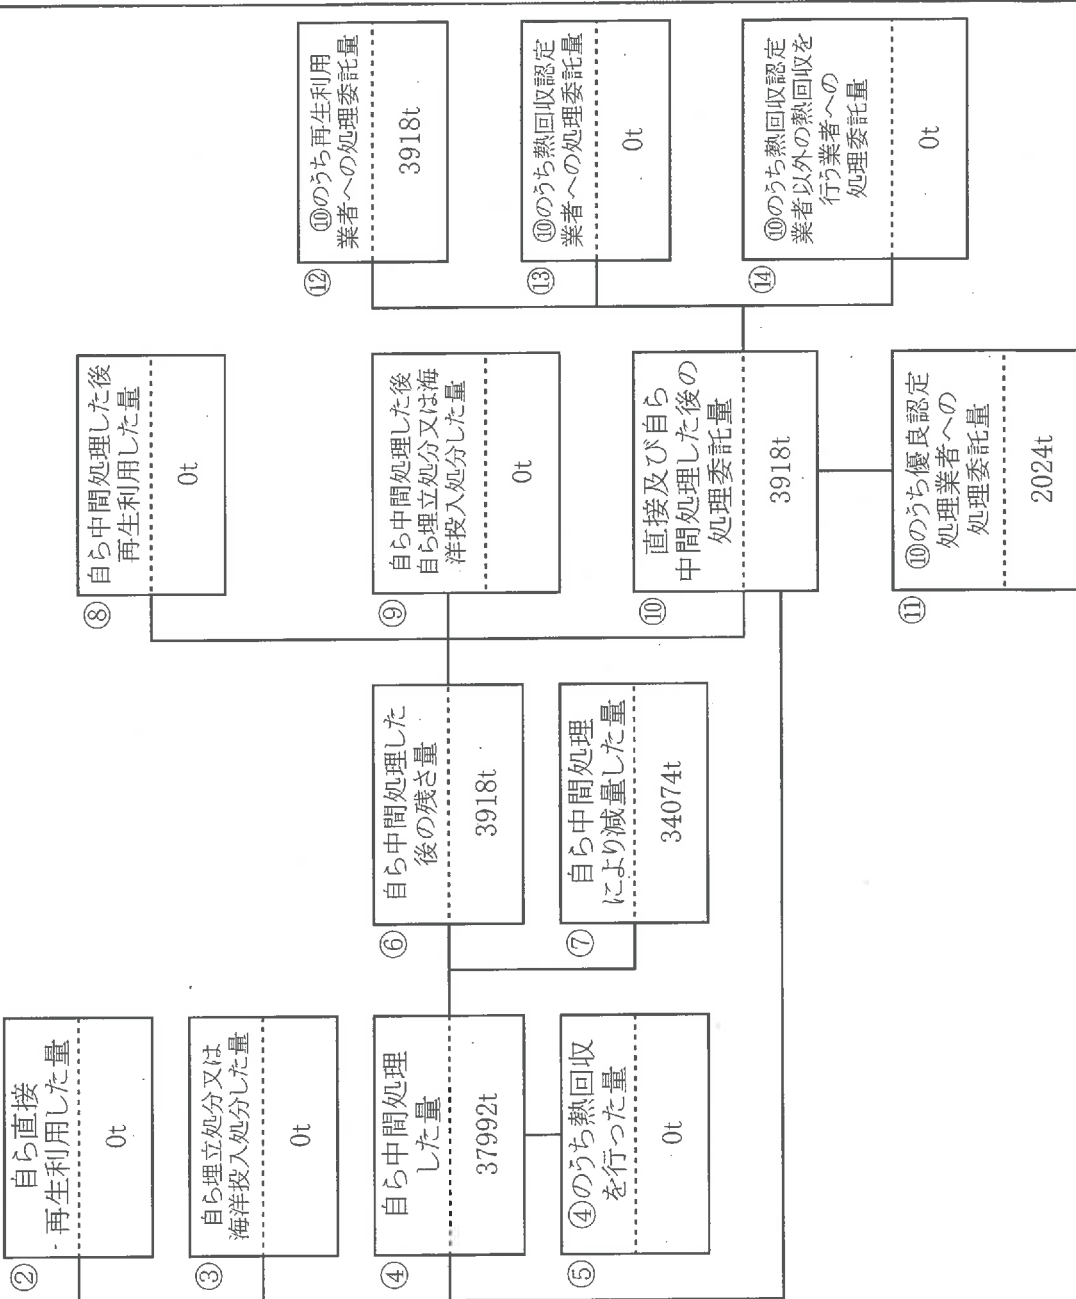 ②
自ら直接
再生利用した量
0t
③
自ら埋立処分又は
海洋投入処分した量
0t
④
自ら中間処理
した量
37992t
⑤
④のうち熱回収
を行った量
0t
⑥
自ら中間処理した
後の残さ量
3918t
⑦
自ら中間処理
により減量した量
34074t
⑧
自ら中間処理した後
再生利用した量
0t
⑨
自ら中間処理した後
自ら埋立処分又は海
洋投入処分した量
0t
⑩
直接及び自ら
中間処理した後の
処理委託量
3918t
⑪
⑩のうち優良認定
処理業者への
処理委託量
2024t
⑫
⑩のうち再生利用
業者への処理委託量
3918t
⑬
⑩のうち熱回収認定
業者への処理委託量
0t
⑭
⑩のうち熱回収認定
業者以外の熱回収を
行う業者への
処理委託量
0t